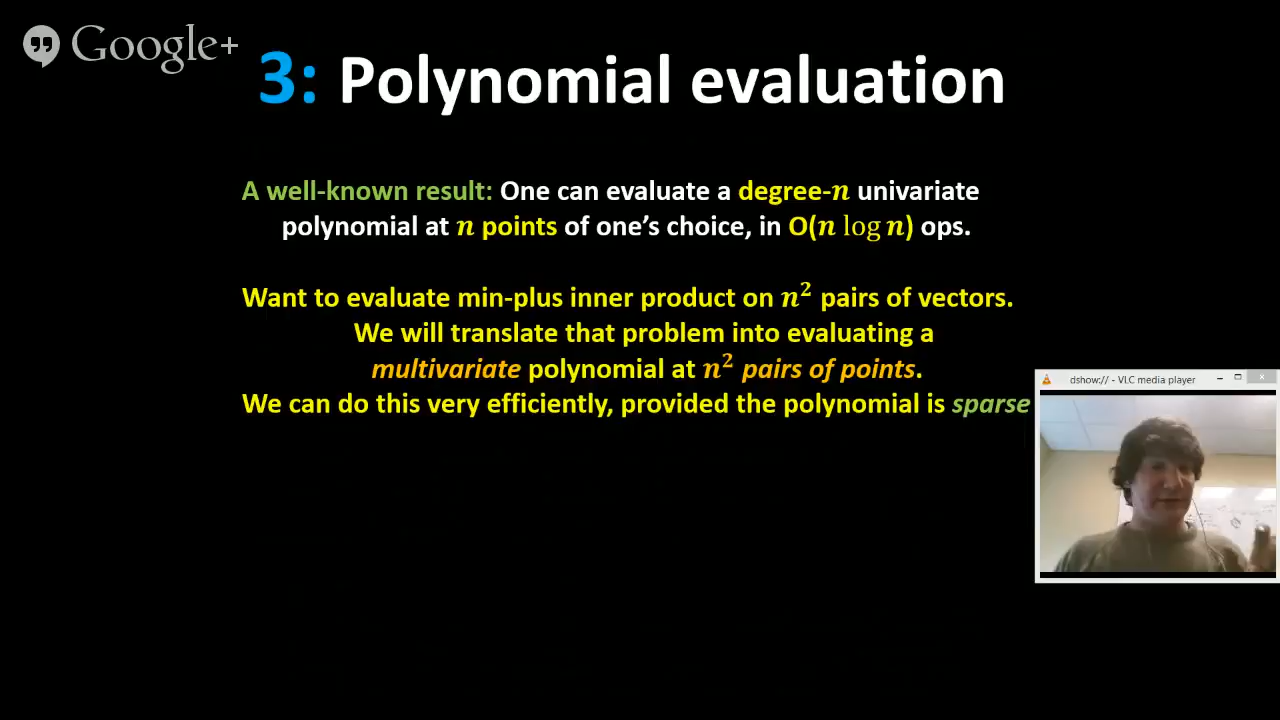 Google+
3: Polynomial evaluation
A well-known result: One can evaluate a degree-n univariate
polynomial at n points of one's choice, in O(n log n) ops.
Want to evaluate min-plus inner product on n² pairs of vectors.
We will translate that problem into evaluating a
multivariate polynomial at n² pairs of points.
We can do this very efficiently, provided the polynomial is sparse
dshow:// - VLC media player